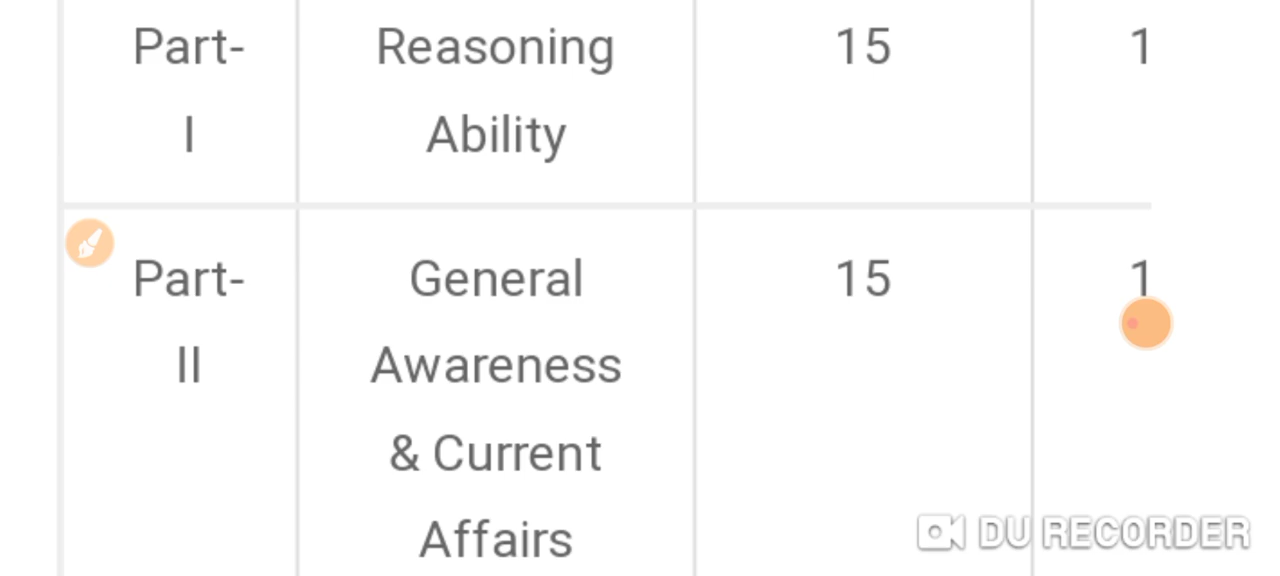 Part- Reasoning 15 1
I Ability
Part- General 15 1
II Awareness
& Current
Affairs
DU RECORDER